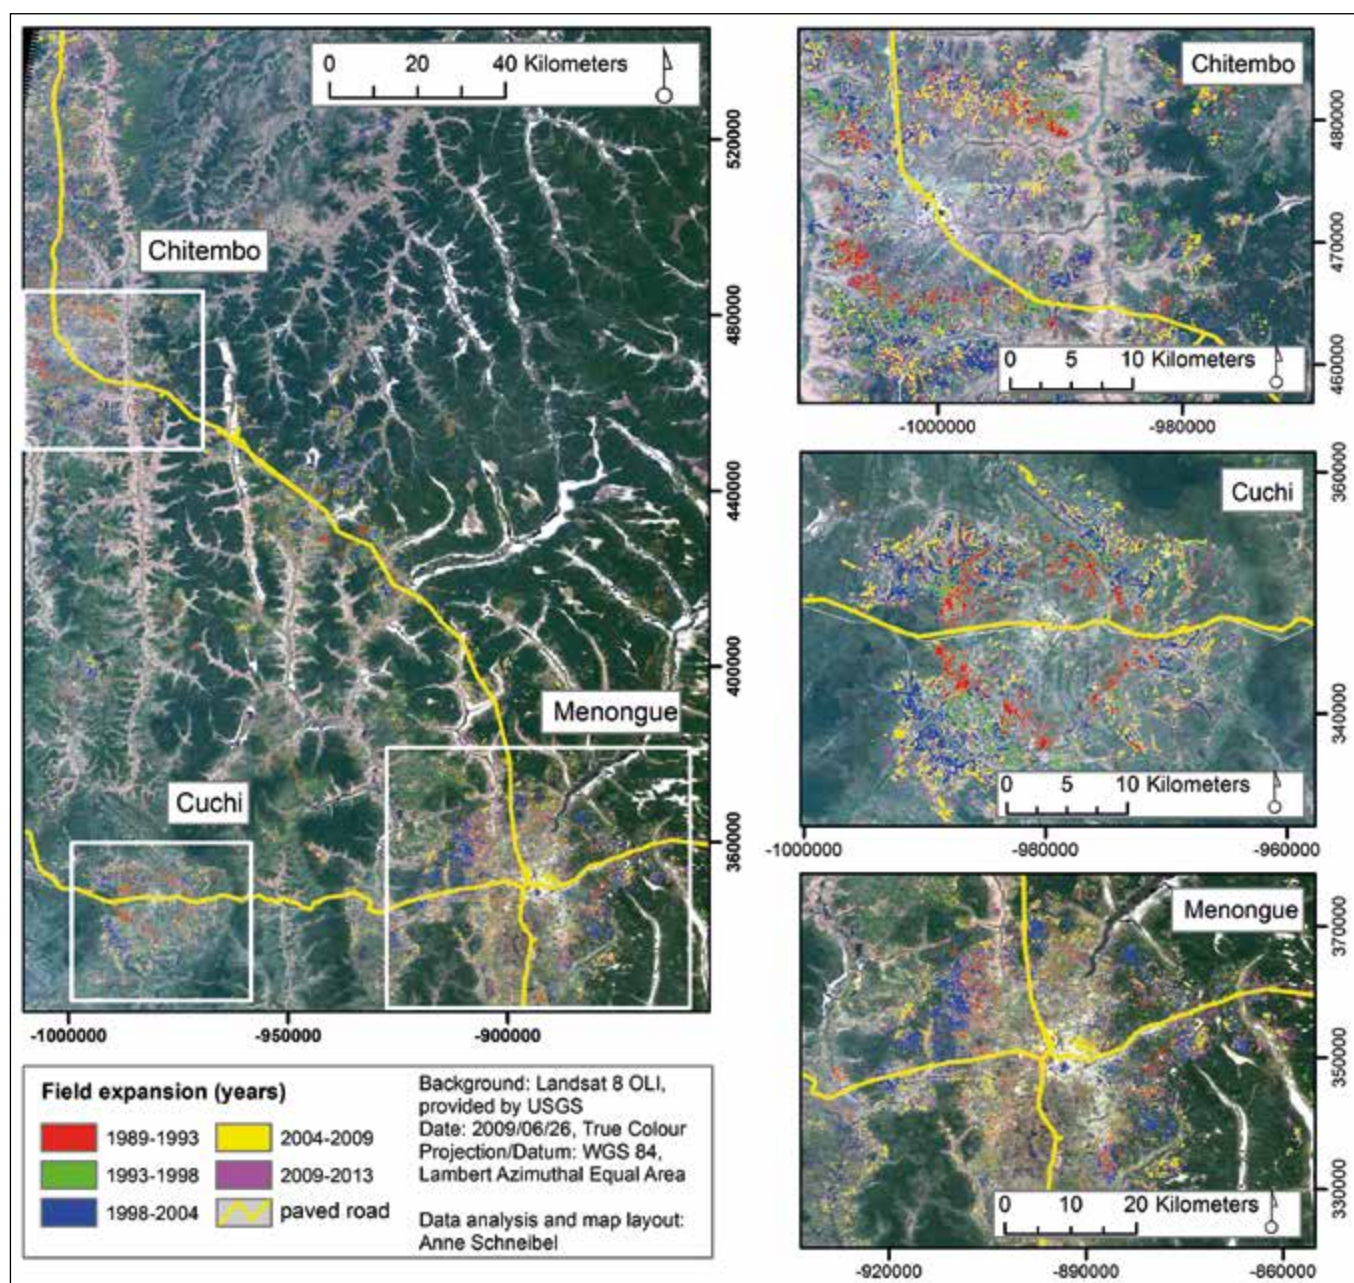 0 20 40 Kilometers
Chitembo
Menongue
Cuchi
520000
480000
440000
400000
360000
-1000000 -950000 -900000
Chitembo
0 5 10 Kilometers
480000
470000
460000
-1000000 -980000
Cuchi
0 5 10 Kilometers
360000
340000
-1000000 -980000 -960000
Menongue
0 10 20 Kilometers
370000
350000
330000
-920000 -890000 -860000
Field expansion (years)
1989-1993
1993-1998
1998-2004
2004-2009
2009-2013
paved road
Background: Landsat 8 OLI,
provided by USGS
Date: 2009/06/26, True Colour
Projection/Datum: WGS 84,
Lambert Azimuthal Equal Area
Data analysis and map layout:
Anne Schneibel